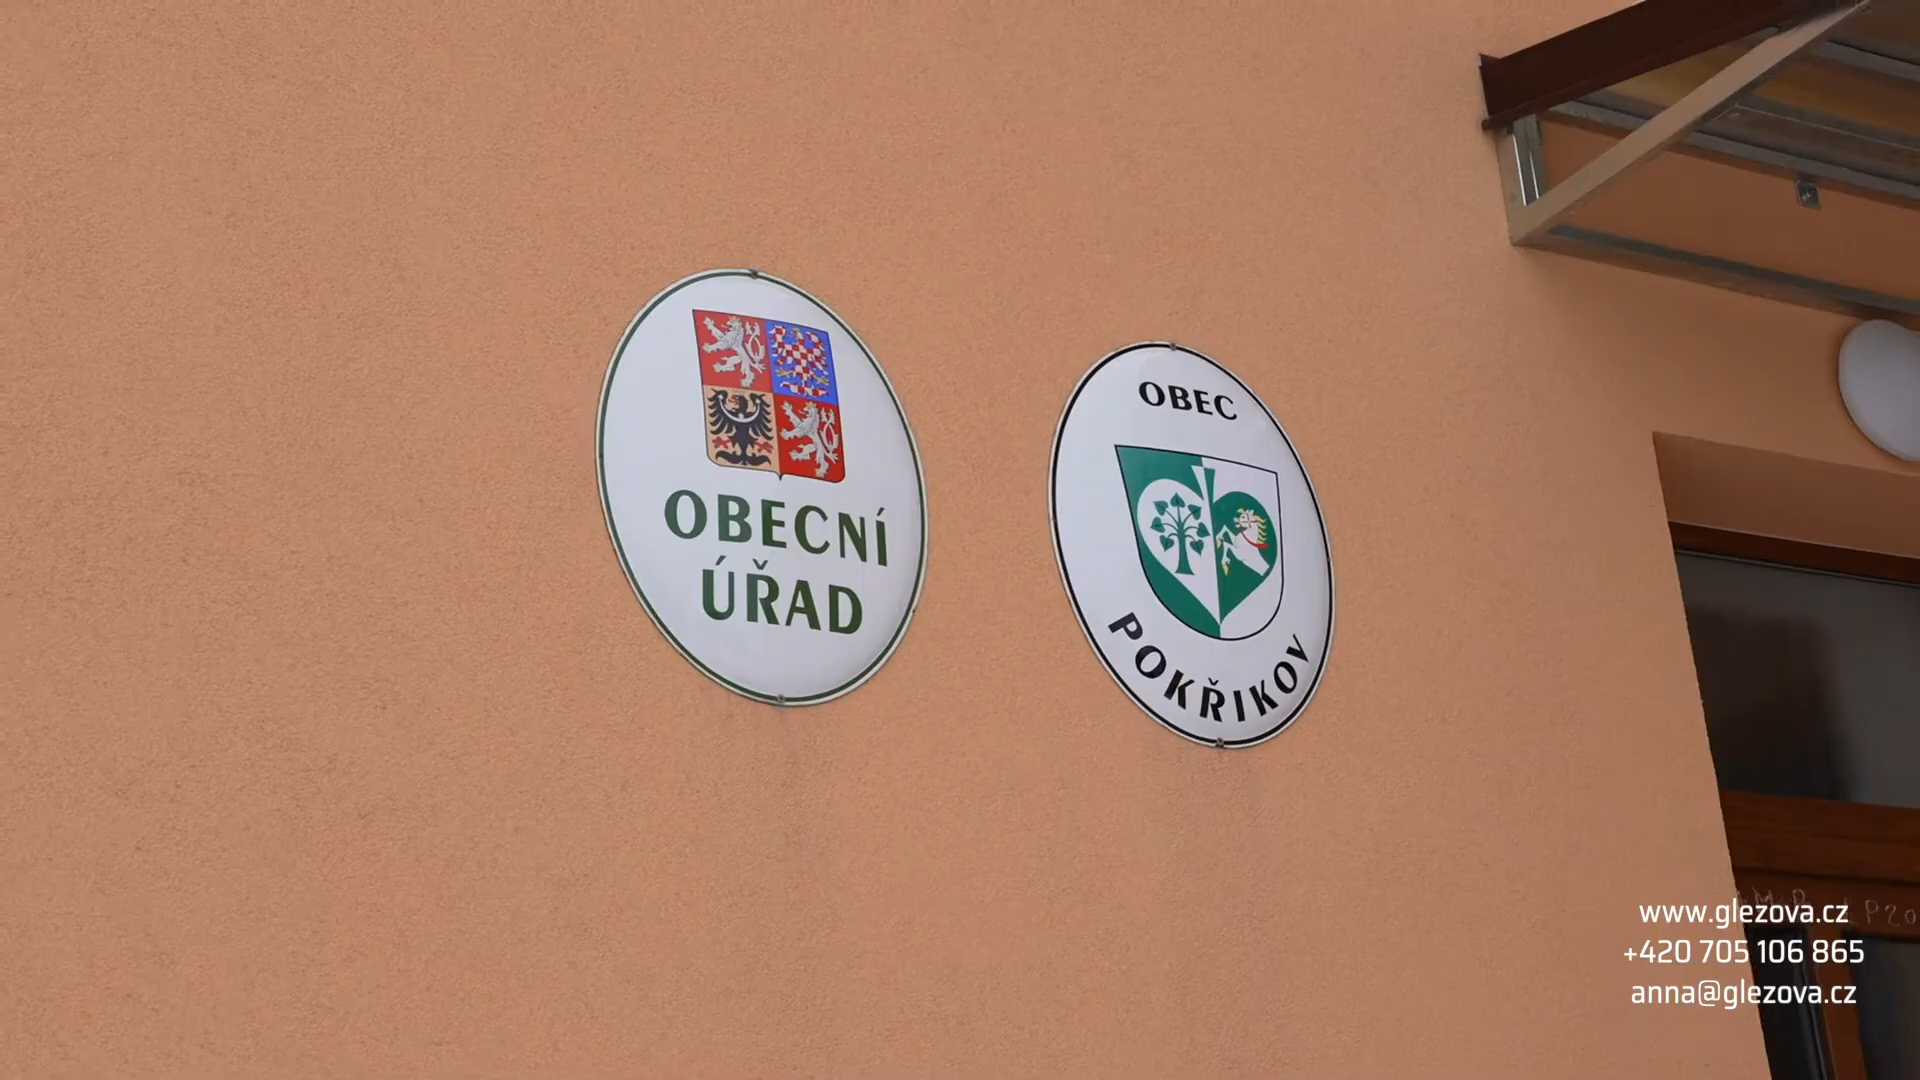 OBECNÍ
ÚŘAD
OBEC
POKŘIKOV
www.glezova.cz
+420 705 106 865
anna@glezova.cz